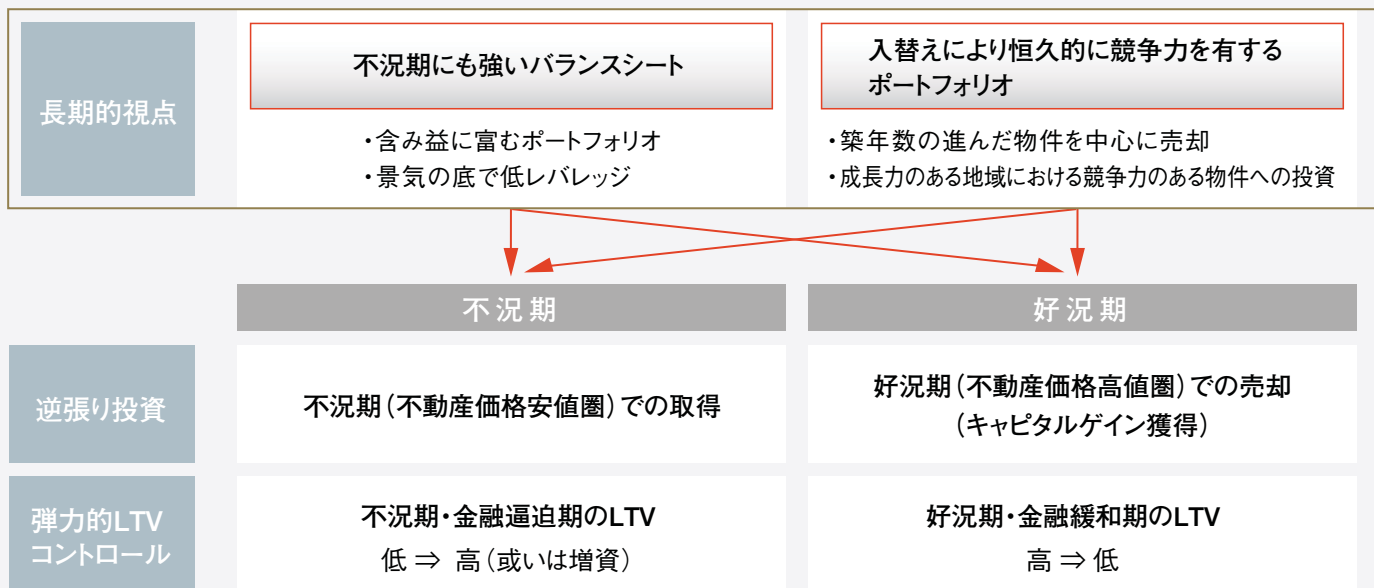 長期的視点
不況期にも強いバランスシート
・含み益に富むポートフォリオ
・景気の底で低レバレッジ
入替えにより恒久的に競争力を有する
ポートフォリオ
・築年数の進んだ物件を中心に売却
・成長力のある地域における競争力のある物件への投資
不況期
好況期
逆張り投資
不況期(不動産価格安値圏)での取得
好況期(不動産価格高値圏)での売却
(キャピタルゲイン獲得)
弾力的LTV
コントロール
不況期・金融逼迫期のLTV
低 ⇒ 高(或いは増資)
好況期・金融緩和期のLTV
高 ⇒ 低